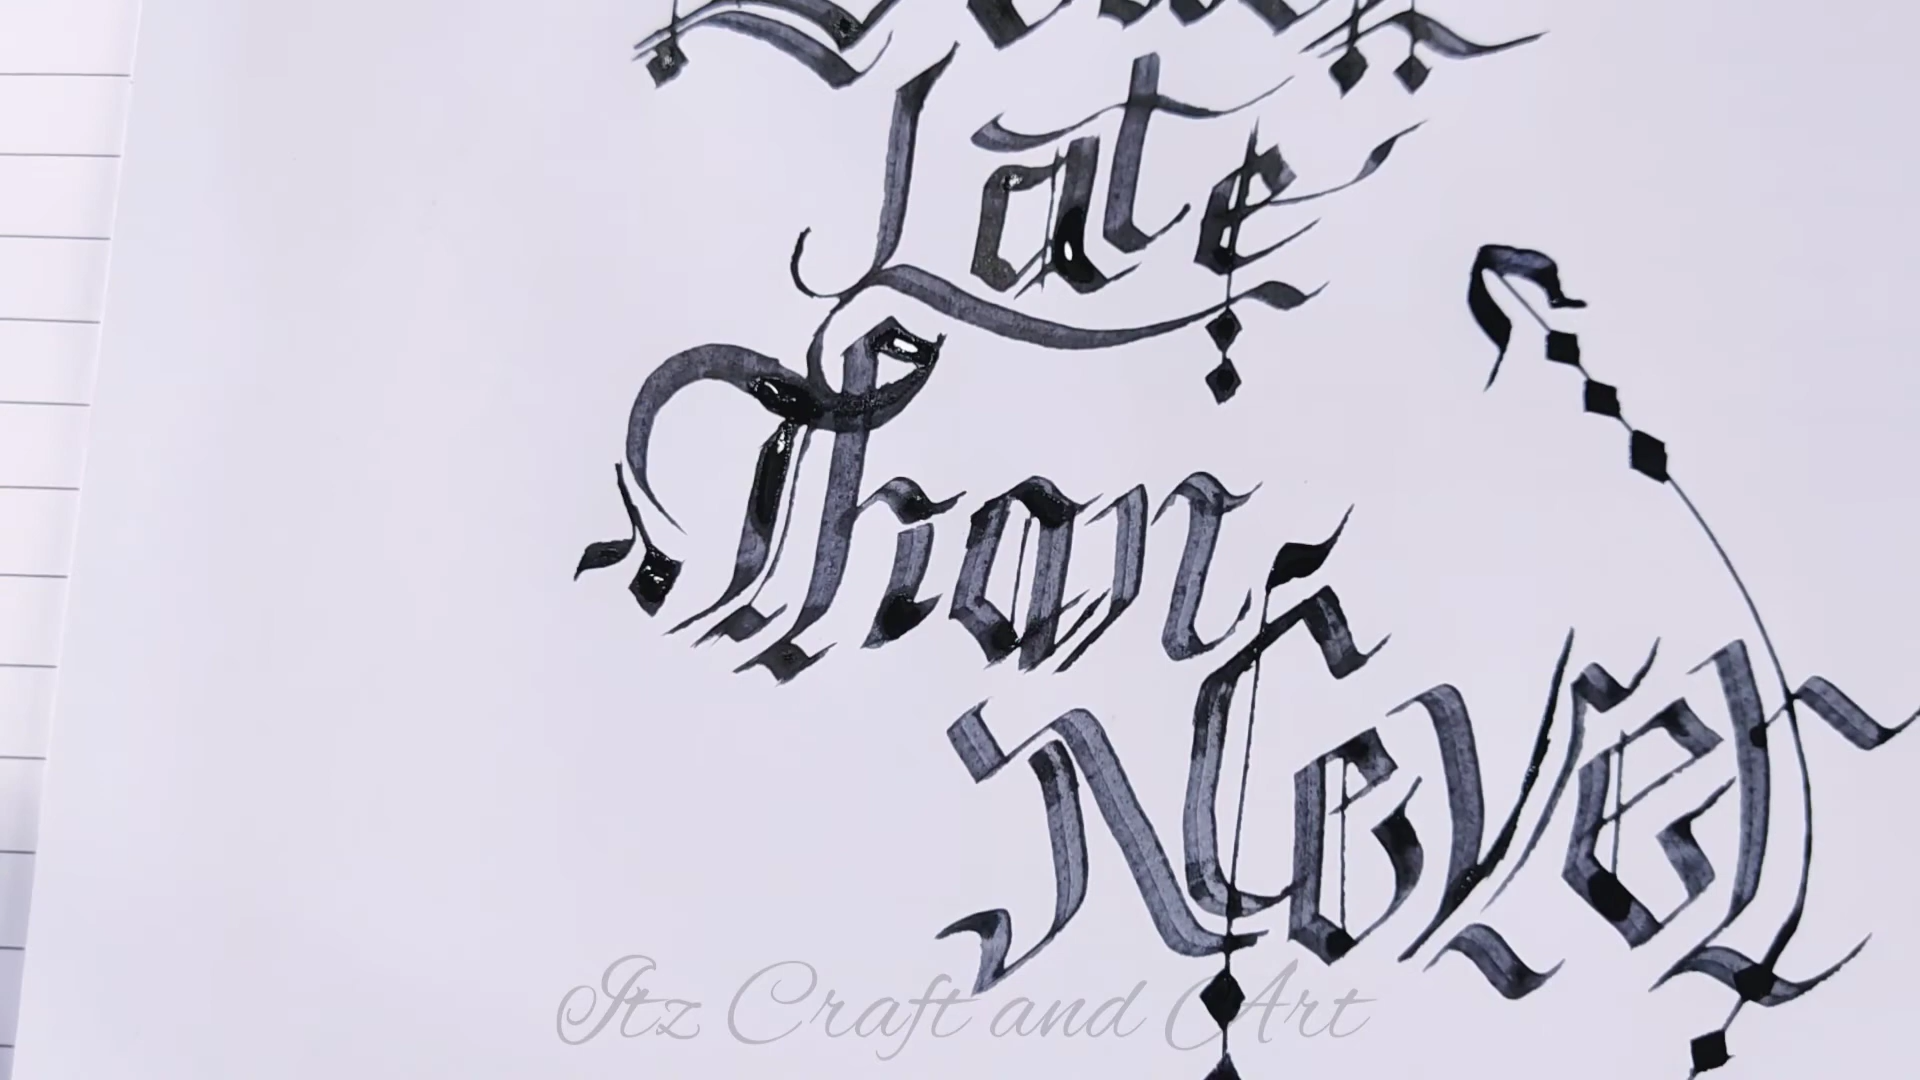 Late
Than
Never
Itz Craft and Art